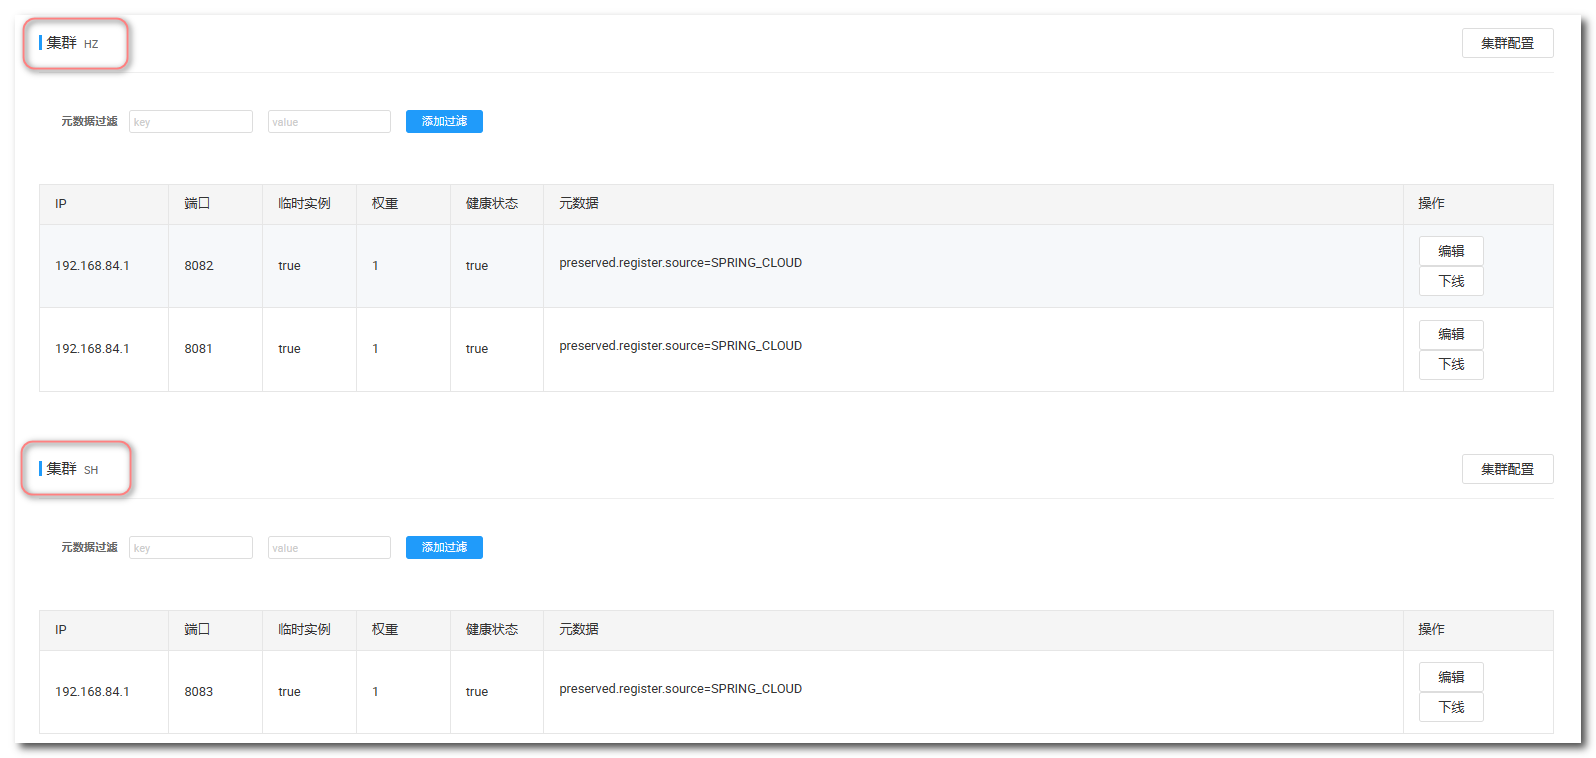 集群 HZ 集群配置
元数据过滤 key value 添加过滤
IP 端口 临时实例 权重 健康状态 元数据 操作
192.168.84.1 8082 true 1 true preserved.register.source=SPRING_CLOUD 编辑
下线
192.168.84.1 8081 true 1 true preserved.register.source=SPRING_CLOUD 编辑
下线
集群 SH 集群配置
元数据过滤 key value 添加过滤
IP 端口 临时实例 权重 健康状态 元数据 操作
192.168.84.1 8083 true 1 true preserved.register.source=SPRING_CLOUD 编辑
下线